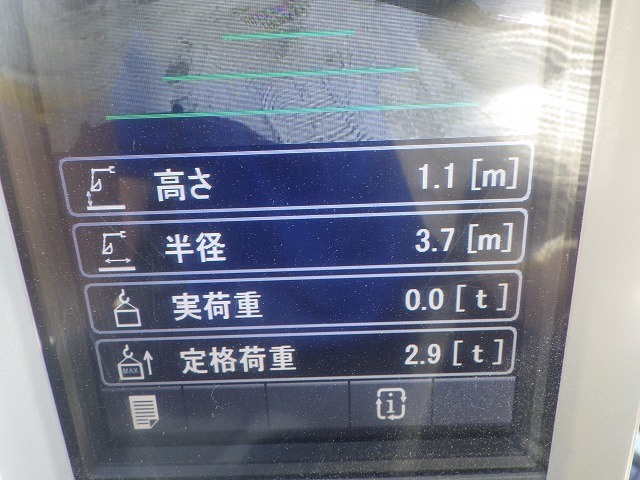 高さ 1.1 [m]
半径 3.7 [m]
実荷重 0.0 [t]
MAX 定格荷重 2.9 [t]
i